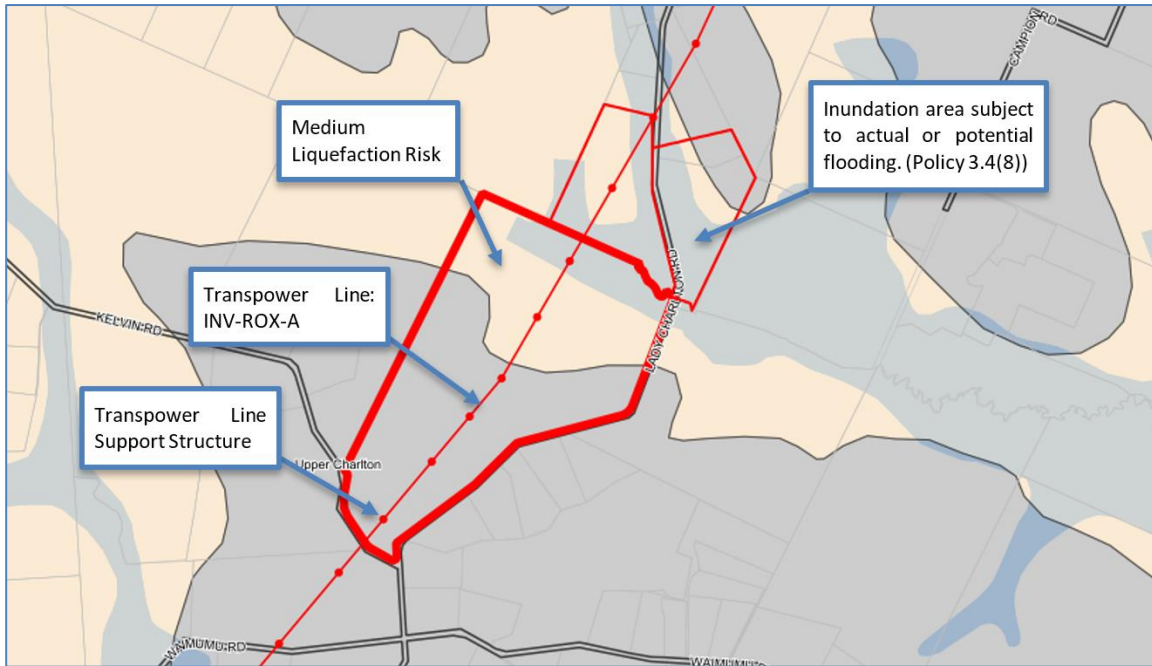 RD
CAMPION
Medium
Liquefaction Risk
Inundation area subject
to actual or potential
flooding. (Policy 3.4(8))
Transpower Line:
INV-ROX-A
KELVIN RD
LADY CHARLTON RD
Transpower Line
Support Structure
Upper Charlton
WAIMUMU RD
WAIMUMU RD